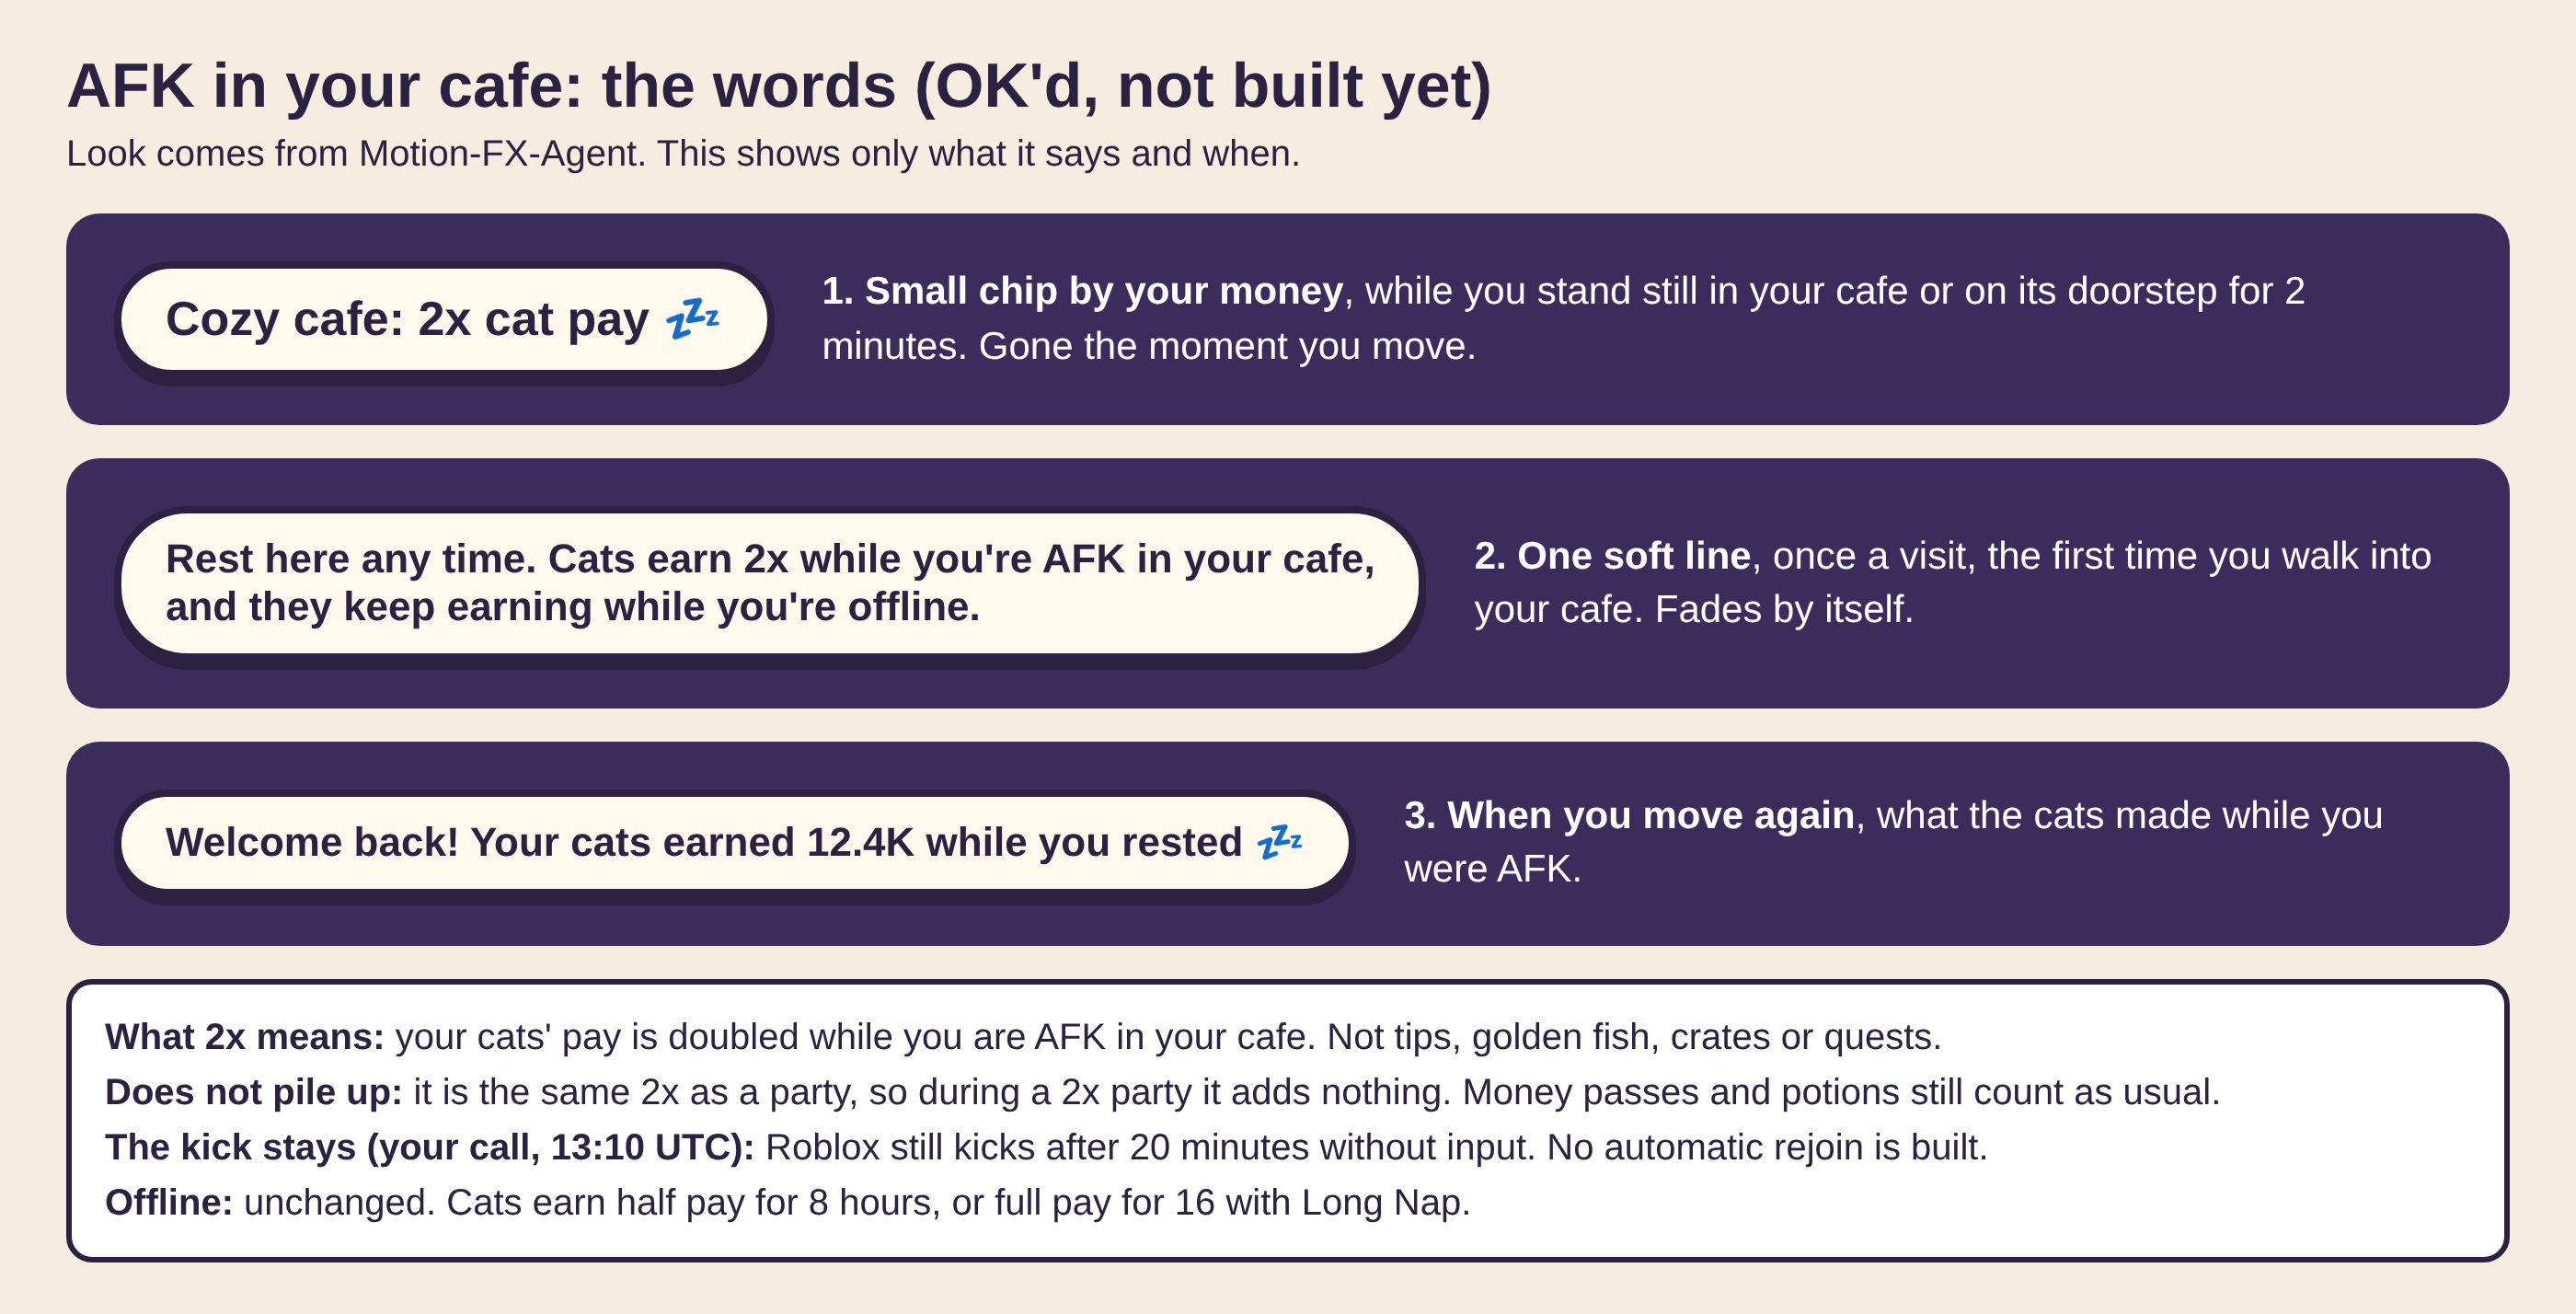 AFK in your cafe: the words (OK'd, not built yet)
Look comes from Motion-FX-Agent. This shows only what it says and when.
Cozy cafe: 2x cat pay 💤
1. Small chip by your money, while you stand still in your cafe or on its doorstep for 2
minutes. Gone the moment you move.
Rest here any time. Cats earn 2x while you're AFK in your cafe,
and they keep earning while you're offline.
2. One soft line, once a visit, the first time you walk into
your cafe. Fades by itself.
Welcome back! Your cats earned 12.4K while you rested 💤
3. When you move again, what the cats made while you
were AFK.
What 2x means: your cats' pay is doubled while you are AFK in your cafe. Not tips, golden fish, crates or quests.
Does not pile up: it is the same 2x as a party, so during a 2x party it adds nothing. Money passes and potions still count as usual.
The kick stays (your call, 13:10 UTC): Roblox still kicks after 20 minutes without input. No automatic rejoin is built.
Offline: unchanged. Cats earn half pay for 8 hours, or full pay for 16 with Long Nap.